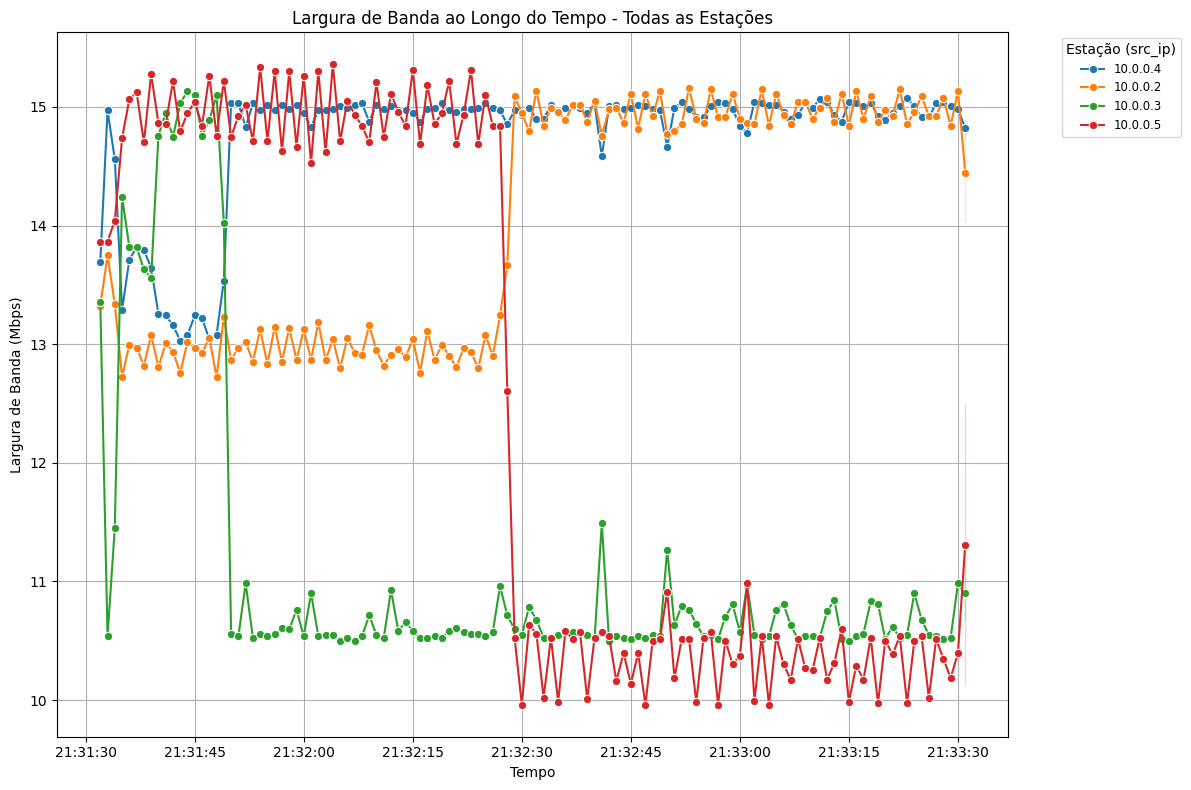 Largura de Banda ao Longo do Tempo - Todas as Estações
Estação (src_ip)
10.0.0.4
10.0.0.2
10.0.0.3
10.0.0.5
Largura de Banda (Mbps)
15
14
13
12
11
10
21:31:30 21:31:45 21:32:00 21:32:15 21:32:30 21:32:45 21:33:00 21:33:15 21:33:30
Tempo